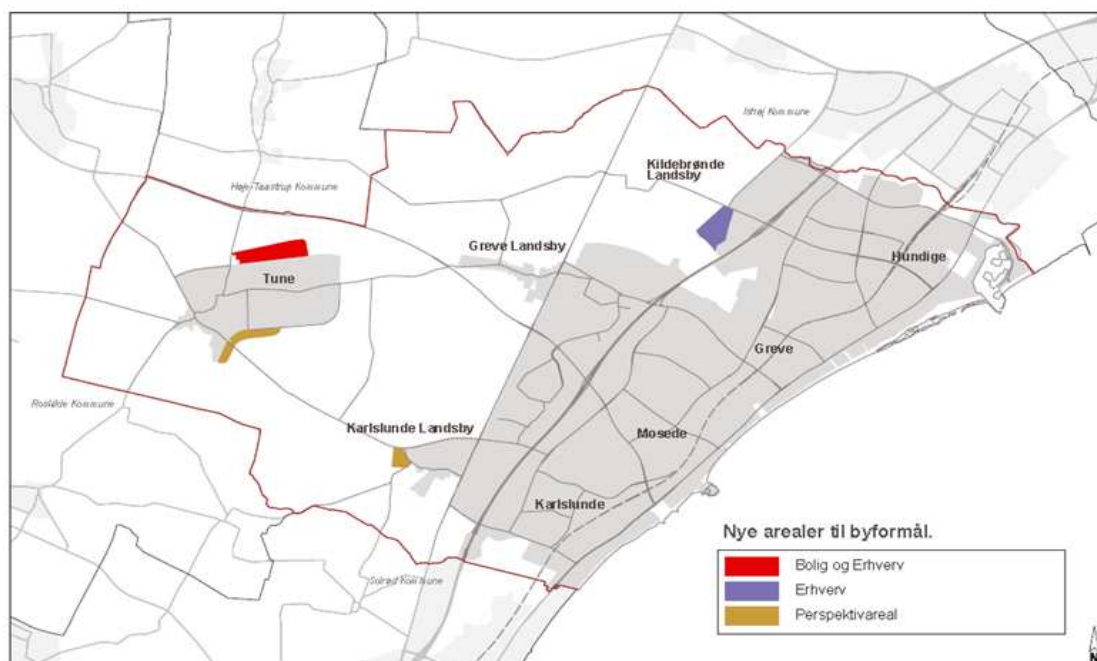 Ishøj Kommune
Kildebrønde
Landsby
Høje-Taastrup Kommune
Greve Landsby
Hundige
Tune
Greve
Roskilde Kommune
Karlslunde Landsby
Mosede
Karlslunde
Nye arealer til byformål.
Bolig og Erhverv
Solrød Kommune
Erhverv
Perspektivareal
N